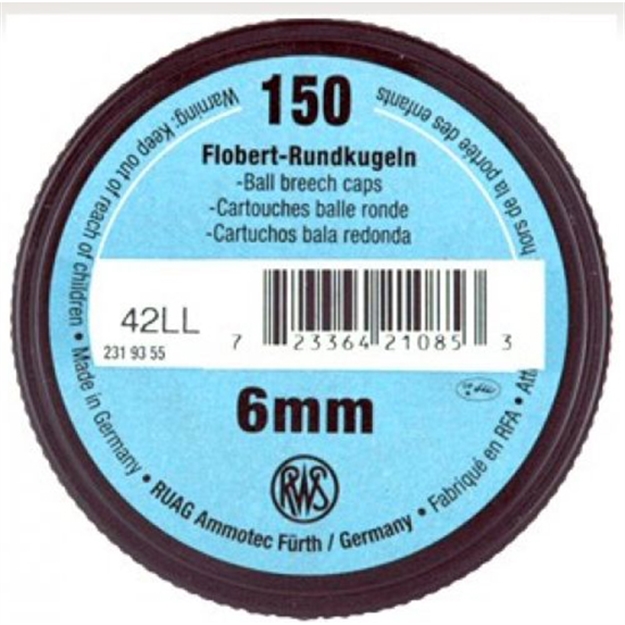 150
Flobert-Rundkugeln
-Ball breech caps
-Cartouches balle ronde
-Cartuchos bala redonda
42LL
231 93 55
7 23364 21085 3
6mm
RWS
Warning: Keep out of reach of children • Made in Germany • RUAG Ammotec Fürth / Germany • Fabriqué en RFA • Att
hors de la portée des enfants